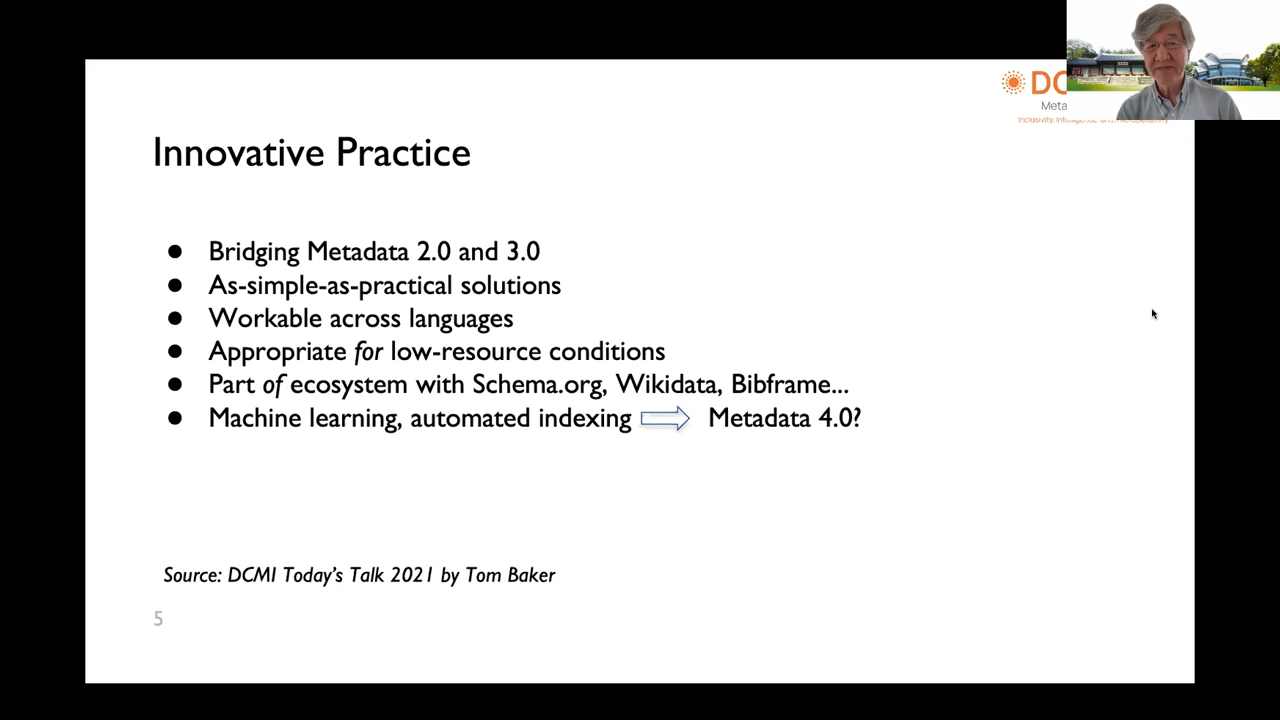 DC
Meta
Innovative Practice
● Bridging Metadata 2.0 and 3.0
● As-simple-as-practical solutions
● Workable across languages
● Appropriate for low-resource conditions
● Part of ecosystem with Schema.org, Wikidata, Bibframe...
● Machine learning, automated indexing ⇨ Metadata 4.0?
Source: DCMI Today's Talk 2021 by Tom Baker
5